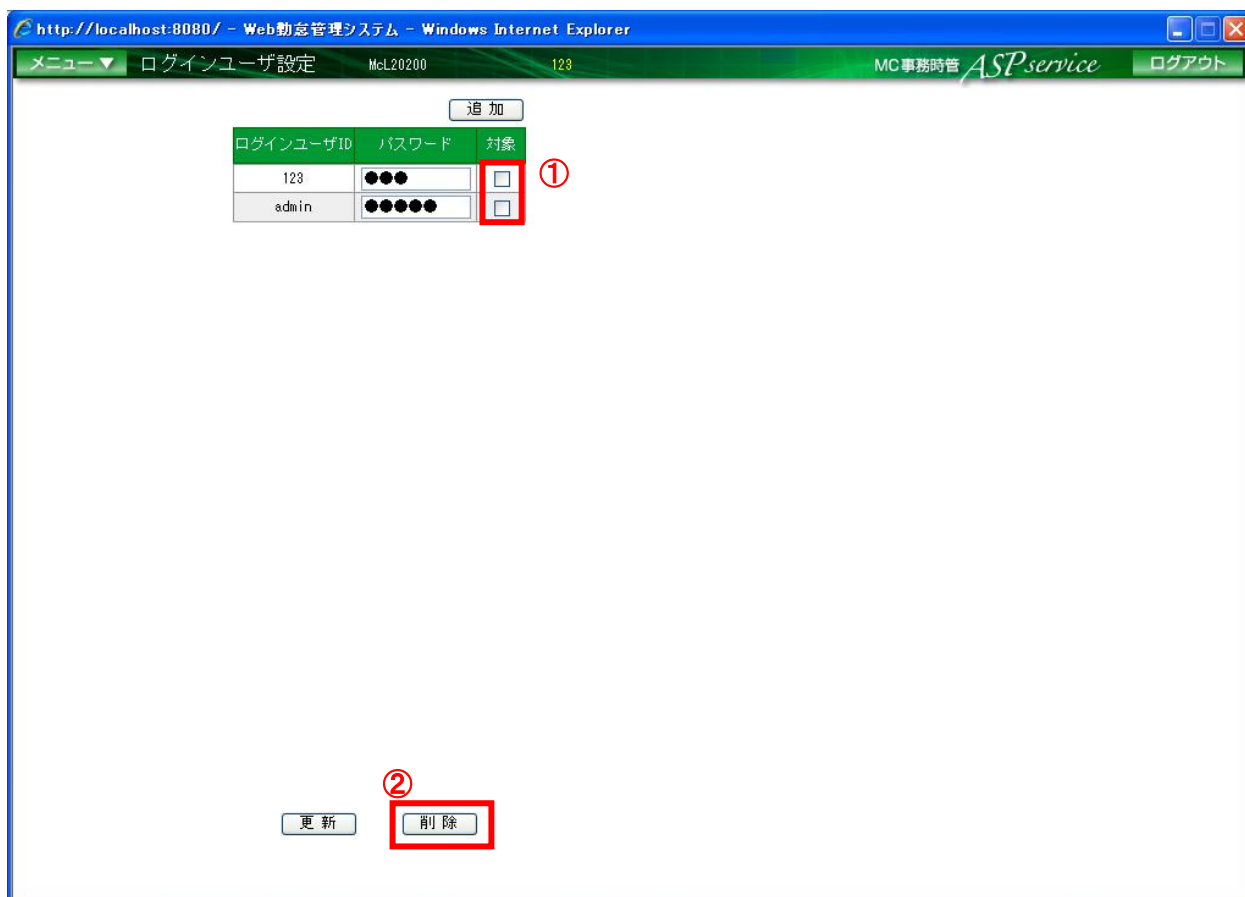 http://localhost:8080/ - Web勤怠管理システム - Windows Internet Explorer
メニュー▼ ログインユーザ設定 McL20200 123 MC事務時管 ASPservice ログアウト
追加
ログインユーザID パスワード 対象
123 ●●● ①
admin ●●●●●
②
更新 削除